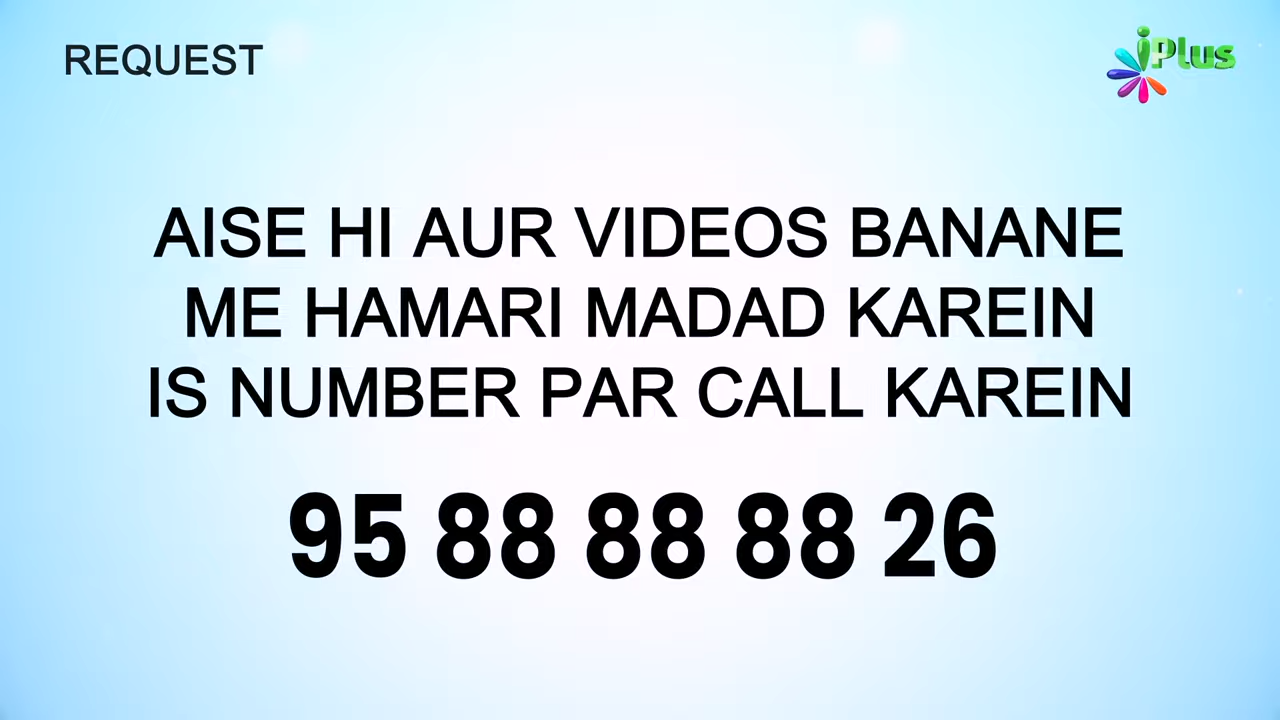 REQUEST
iPlus
AISE HI AUR VIDEOS BANANE
ME HAMARI MADAD KAREIN
IS NUMBER PAR CALL KAREIN
95 88 88 88 26